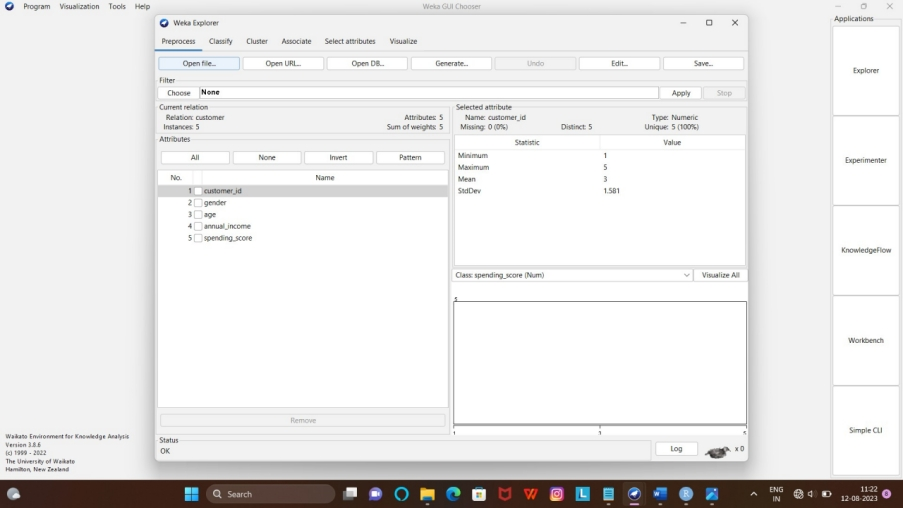 Program Visualization Tools Help
Weka GUI Chooser
Applications
Weka Explorer
Preprocess Classify Cluster Associate Select attributes Visualize
Open file... Open URL... Open DB... Generate... Undo Edit... Save...
Filter
Choose None Apply Stop
Current relation
Relation: customer Attributes: 5
Instances: 5 Sum of weights: 5
Attributes
All None Invert Pattern
No. Name
1 customer_id
2 gender
3 age
4 annual_income
5 spending_score
Remove
Selected attribute
Name: customer_id Type: Numeric
Missing: 0 (0%) Distinct: 5 Unique: 5 (100%)
Statistic Value
Minimum 1
Maximum 5
Mean 3
StdDev 1.581
Class: spending_score (Num) Visualize All
5
1 3 5
Status
OK
Log x 0
Explorer
Experimenter
KnowledgeFlow
Workbench
Simple CLI
Waikato Environment for Knowledge Analysis
Version 3.8.6
(c) 1999 - 2022
The University of Waikato
Hamilton, New Zealand
Search
ENG
IN
11:22
12-08-2023